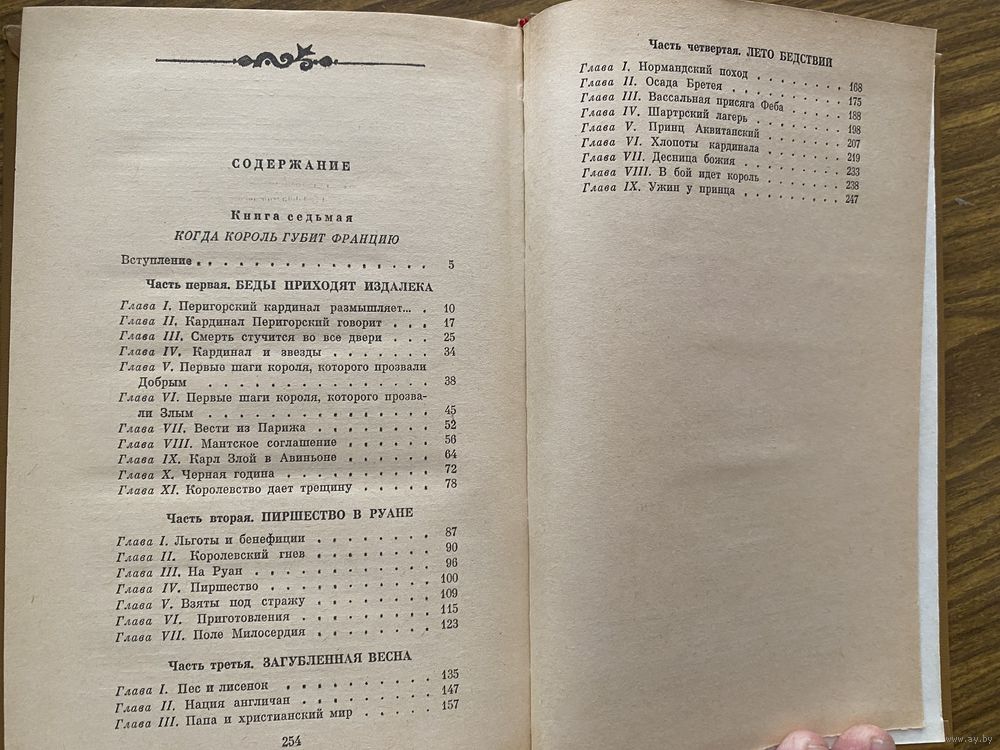 СОДЕРЖАНИЕ
Книга седьмая
КОГДА КОРОЛЬ ГУБИТ ФРАНЦИЮ
Вступление . . . . . . . . . . . . . . . . 5
Часть первая. БЕДЫ ПРИХОДЯТ ИЗДАЛЕКА
Глава I. Перигорский кардинал размышляет... . 10
Глава II. Кардинал Перигорский говорит . . . 17
Глава III. Смерть стучится во все двери . . . 25
Глава IV. Кардинал и звезды . . . . . . . 34
Глава V. Первые шаги короля, которого прозвали
Добрым . . . . . . . . . . . . . . . 38
Глава VI. Первые шаги короля, которого прозва-
ли Злым . . . . . . . . . . . . . . . 45
Глава VII. Вести из Парижа . . . . . . . . 52
Глава VIII. Мантское соглашение . . . . . . 56
Глава IX. Карл Злой в Авиньоне . . . . . . 64
Глава X. Черная година . . . . . . . . . . 72
Глава XI. Королевство дает трещину . . . . . 78
Часть вторая. ПИРШЕСТВО В РУАНЕ
Глава I. Льготы и бенефиции . . . . . . . 87
Глава II. Королевский гнев . . . . . . . . 90
Глава III. На Руан . . . . . . . . . . . 96
Глава IV. Пиршество . . . . . . . . . . 100
Глава V. Взяты под стражу . . . . . . . 109
Глава VI. Приготовления . . . . . . . . 115
Глава VII. Поле Милосердия . . . . . . . 123
Часть третья. ЗАГУБЛЕННАЯ ВЕСНА
Глава I. Пес и лисенок . . . . . . . . . 135
Глава II. Нация англичан . . . . . . . . 147
Глава III. Папа и христианский мир . . . . . 157
254
Часть четвертая. ЛЕТО БЕДСТВИЙ
Глава I. Нормандский поход . . . . . . . 168
Глава II. Осада Бретея . . . . . . . . . 175
Глава III. Вассальная присяга Феба . . . . . 188
Глава IV. Шартрский лагерь . . . . . . . 198
Глава V. Принц Аквитанский . . . . . . . 207
Глава VI. Хлопоты кардинала . . . . . . . 219
Глава VII. Десница божия . . . . . . . . 233
Глава VIII. В бой идет король . . . . . . . 238
Глава IX. Ужин у принца . . . . . . . . 247
www.ay.by